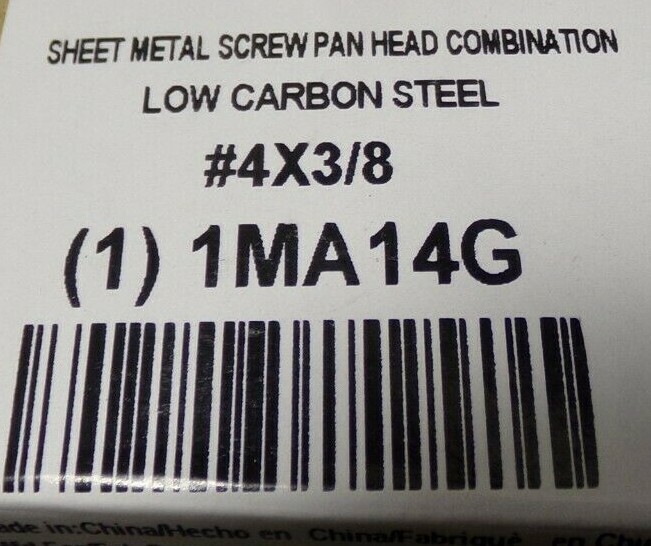 SHEET METAL SCREW PAN HEAD COMBINATION
LOW CARBON STEEL
#4X3/8
(1) 1MA14G
ade in:China/Hecho en China/Fabriqué en Chi